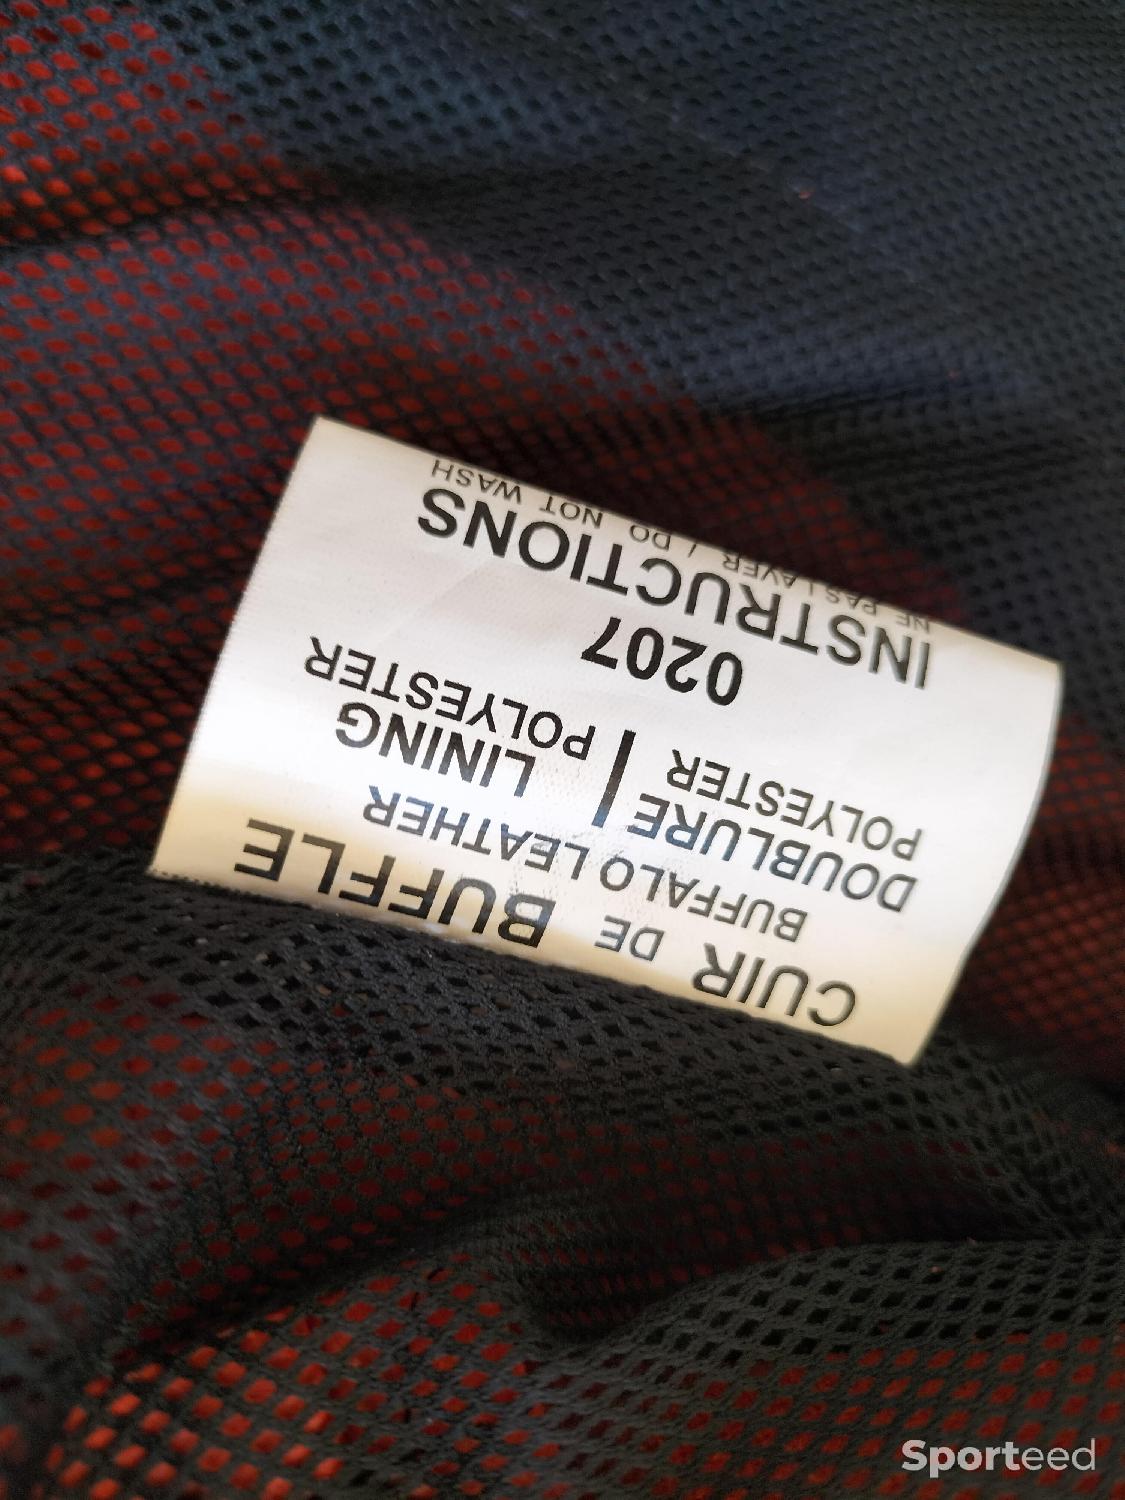 CUIR DE BUFFLE
BUFFALO LEATHER
DOUBLURE | LINING
POLYESTER | POLYESTER
0207
INSTRUCTIONS
NE PAS LAVER / DO NOT WASH
Sporteed